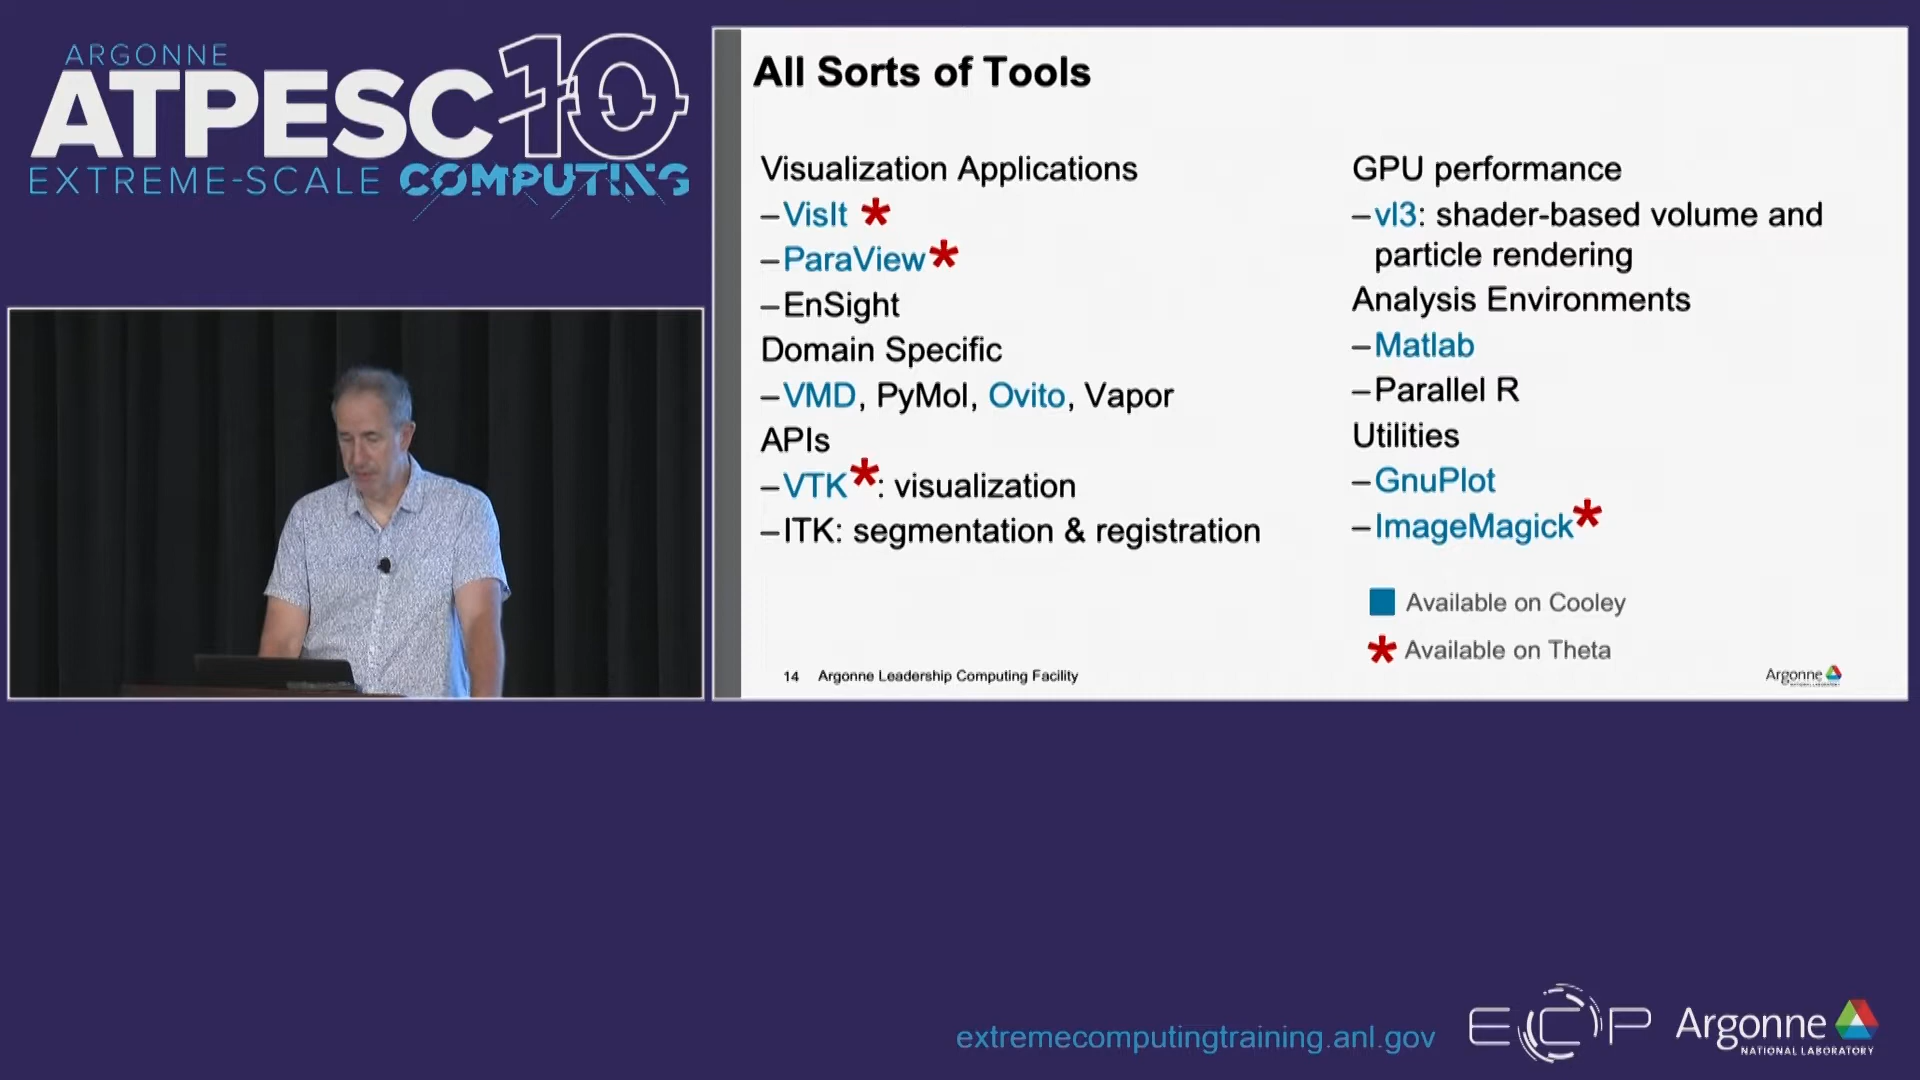 ARGONNE
ATPESC 10
EXTREME-SCALE COMPUTING
All Sorts of Tools
Visualization Applications
–VisIt *
–ParaView*
–EnSight
Domain Specific
–VMD, PyMol, Ovito, Vapor
APIs
–VTK*: visualization
–ITK: segmentation & registration
GPU performance
–vl3: shader-based volume and
particle rendering
Analysis Environments
–Matlab
–Parallel R
Utilities
–GnuPlot
–ImageMagick*
Available on Cooley
* Available on Theta
14 Argonne Leadership Computing Facility
Argonne
NATIONAL LABORATORY
extremecomputingtraining.anl.gov
ECP
Argonne
NATIONAL LABORATORY